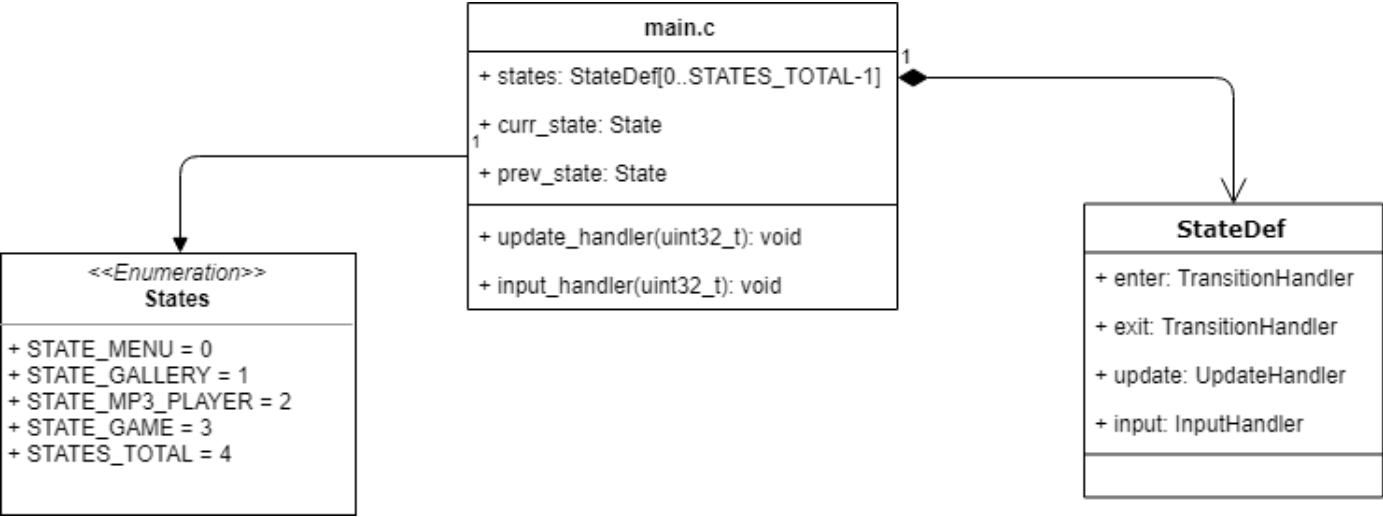 main.c
+ states: StateDef[0..STATES_TOTAL-1]
1
+ curr_state: State
1
+ prev_state: State
+ update_handler(uint32_t): void
+ input_handler(uint32_t): void
<<Enumeration>>
States
+ STATE_MENU = 0
+ STATE_GALLERY = 1
+ STATE_MP3_PLAYER = 2
+ STATE_GAME = 3
+ STATES_TOTAL = 4
StateDef
+ enter: TransitionHandler
+ exit: TransitionHandler
+ update: UpdateHandler
+ input: InputHandler